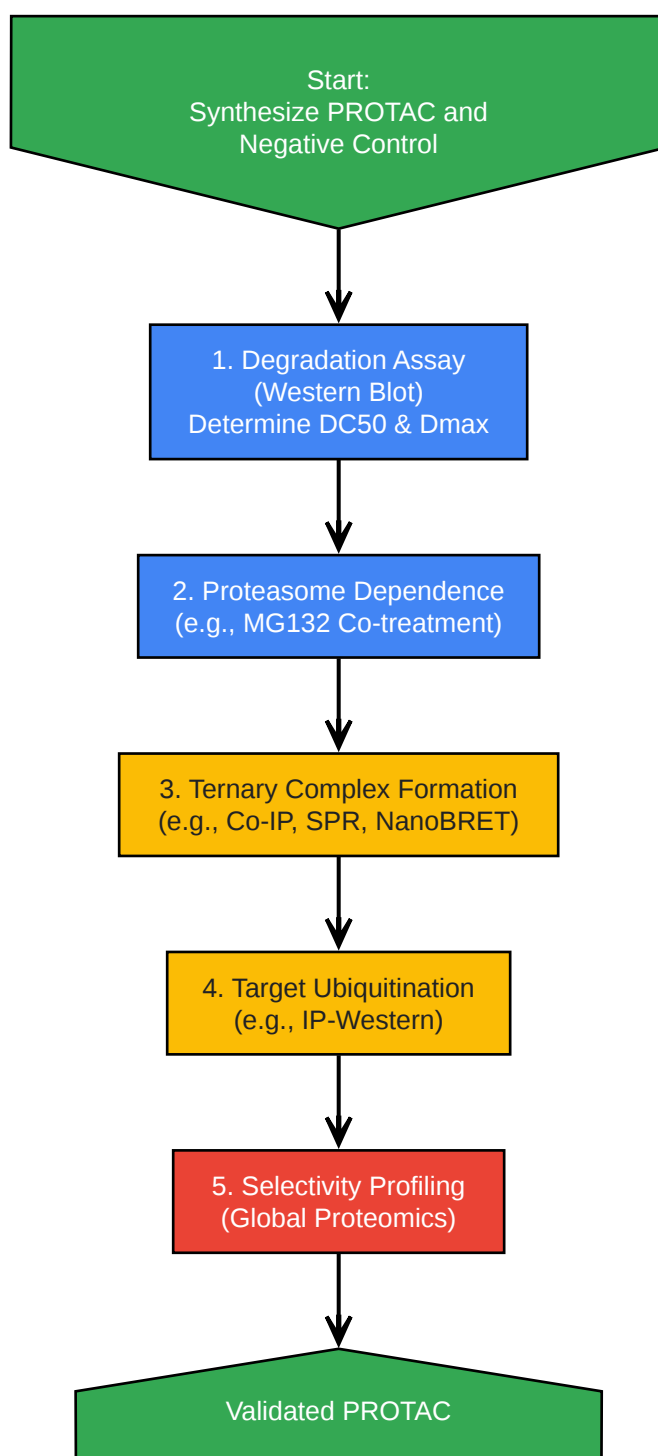 Start:
Synthesize PROTAC and
Negative Control
1. Degradation Assay
(Western Blot)
Determine DC50 & Dmax
2. Proteasome Dependence
(e.g., MG132 Co-treatment)
3. Ternary Complex Formation
(e.g., Co-IP, SPR, NanoBRET)
4. Target Ubiquitination
(e.g., IP-Western)
5. Selectivity Profiling
(Global Proteomics)
Validated PROTAC